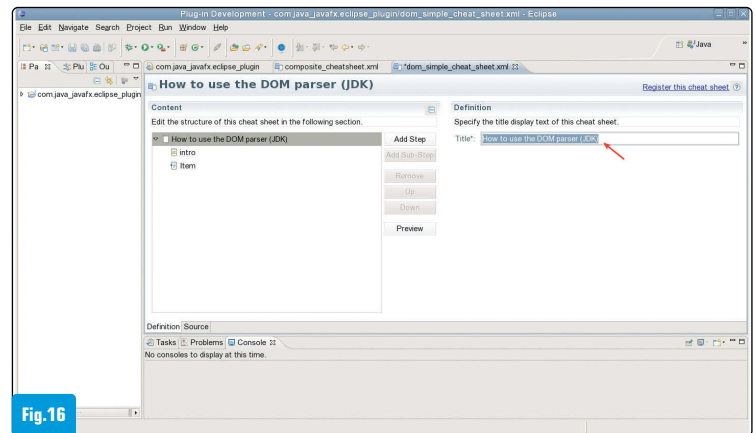 Plug-in Development - com.java_javafx.eclipse_plugin/dom_simple_cheat_sheet.xml - Eclipse
File Edit Navigate Search Project Run Window Help
Java
Pa Plu Ou
com.java_javafx.eclipse_plugin composite_cheatsheet.xml *dom_simple_cheat_sheet.xml
com.java_javafx.eclipse_plugin
How to use the DOM parser (JDK)
Register this cheat sheet
Content
Edit the structure of this cheat sheet in the following section.
How to use the DOM parser (JDK)
intro
Item
Add Step
Add Sub-Step
Remove
Up
Down
Preview
Definition
Specify the title display text of this cheat sheet.
Title*: How to use the DOM parser (JDK)
Definition Source
Tasks Problems Console
No consoles to display at this time.
Fig.16